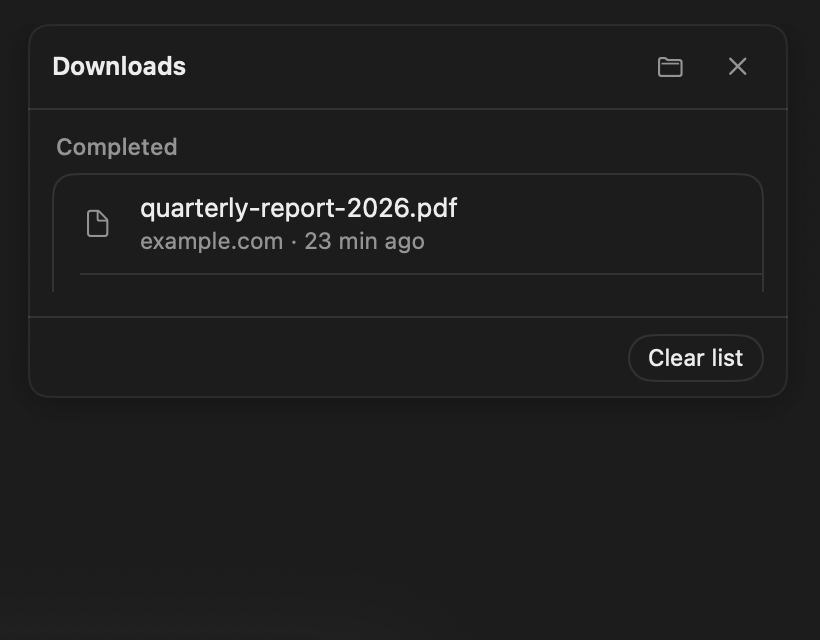 Downloads
Completed
quarterly-report-2026.pdf
example.com · 23 min ago
Clear list